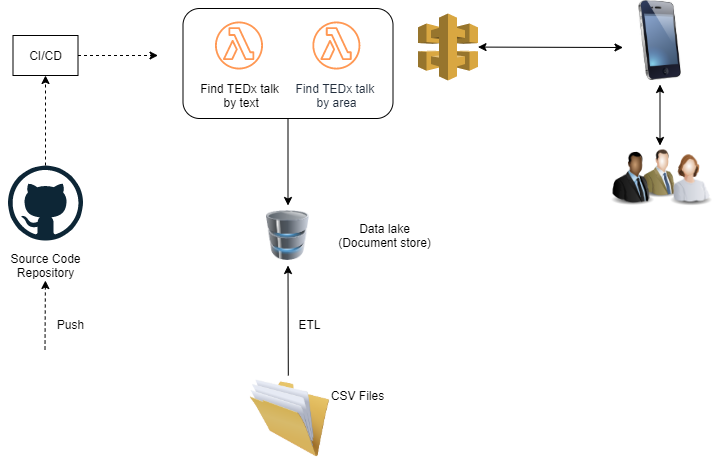 CI/CD
Find TEDx talk
by text
Find TEDx talk
by area
Data lake
(Document store)
Source Code
Repository
Push
ETL
CSV Files